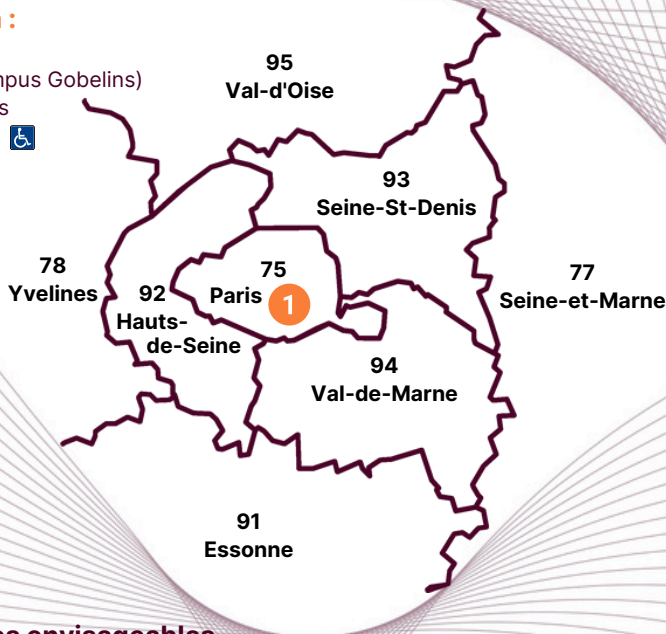 :
Gobelins)
95
Val-d'Oise
93
Seine-St-Denis
78
Yvelines
92
Hauts-
de-Seine
75
Paris
1
77
Seine-et-Marne
94
Val-de-Marne
91
Essonne
envisageables